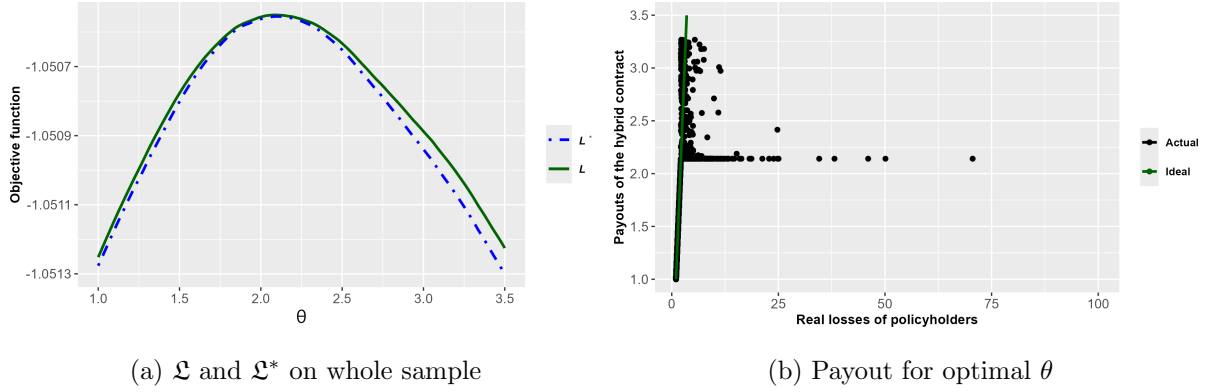 Objective function
-1.0507
-1.0509
-1.0511
-1.0513
1.0 1.5 2.0 2.5 3.0 3.5
θ
L*
L
(a) 𝔏 and 𝔏* on whole sample
Payouts of the hybrid contract
3.5
3.0
2.5
2.0
1.5
1.0
0 25 50 75 100
Real losses of policyholders
Actual
Ideal
(b) Payout for optimal θ